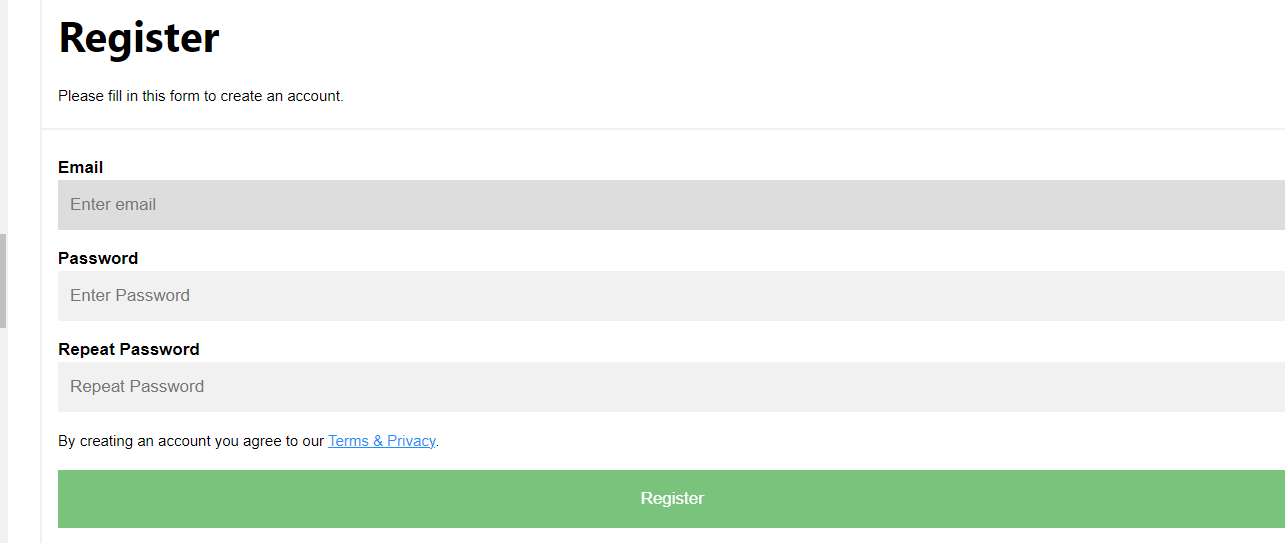 Register
Please fill in this form to create an account.
Email
Enter email
Password
Enter Password
Repeat Password
Repeat Password
By creating an account you agree to our Terms & Privacy.
Register